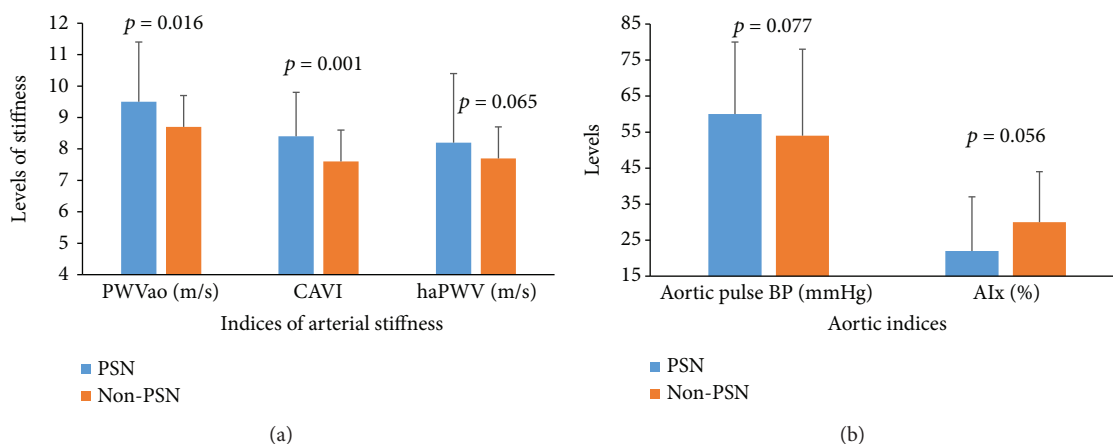 12
11
10
9
8
7
6
5
4
Levels of stiffness
p = 0.016
p = 0.001
p = 0.065
PWVao (m/s)
CAVI
haPWV (m/s)
Indices of arterial stiffness
PSN
Non-PSN
(a)
85
75
65
55
45
35
25
15
Levels
p = 0.077
p = 0.056
Aortic pulse BP (mmHg)
AIx (%)
Aortic indices
PSN
Non-PSN
(b)